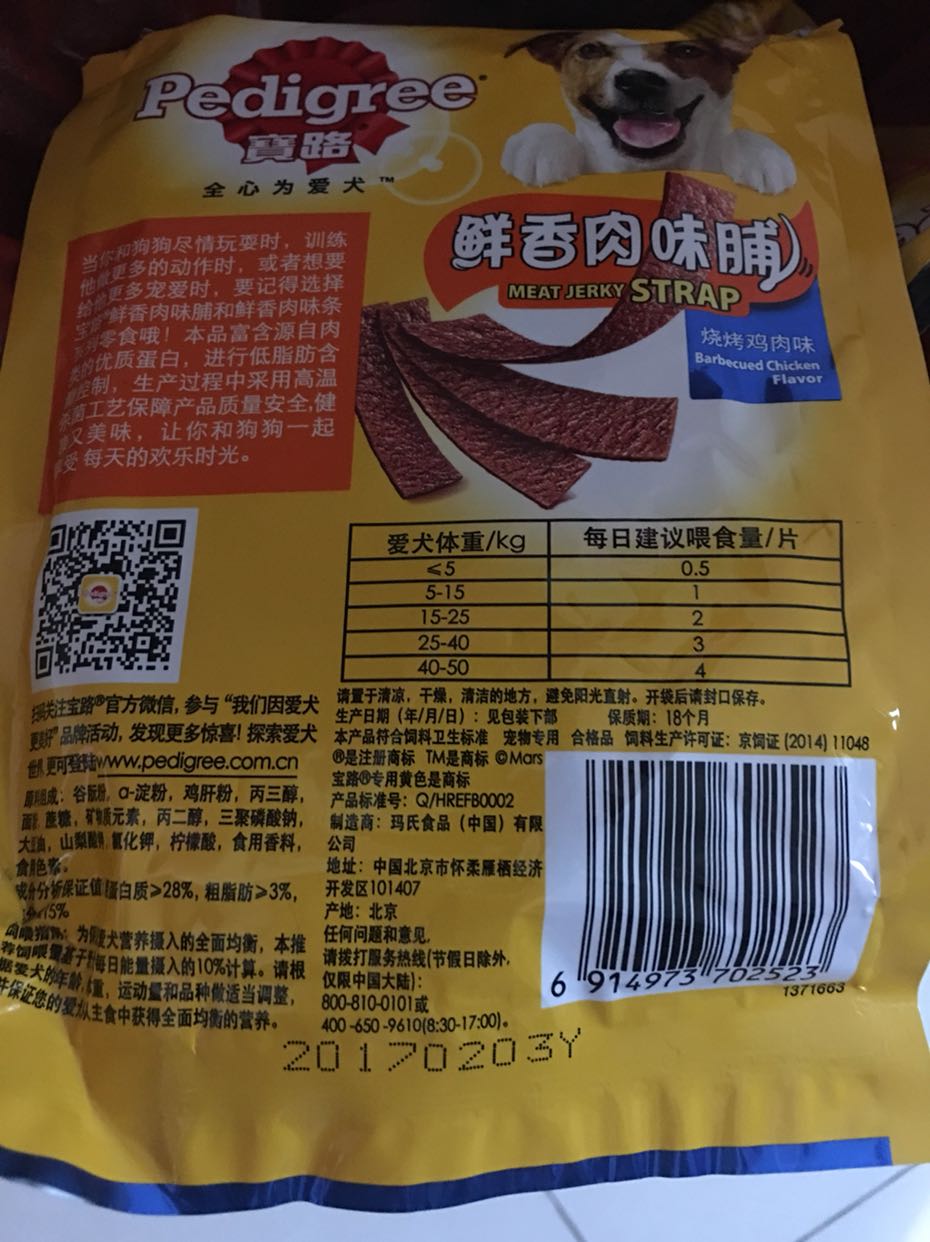 Pedigree®
寶路
全心为爱犬™
鲜香肉味脯
MEAT JERKY STRAP
烧烤鸡肉味
Barbecued Chicken
Flavor
当你和狗狗尽情玩耍时，训练
他做更多的动作时，或者想要
给他更多宠爱时，要记得选择
宝路®鲜香肉味脯和鲜香肉味条
零食哦！本品富含源自肉
的优质蛋白，进行低脂肪含
控制，生产过程中采用高温
杀菌工艺保障产品质量安全,健
又美味，让你和狗狗一起
受 每天的欢乐时光。
爱犬体重/kg 每日建议喂食量/片
≤5 0.5
5-15 1
15-25 2
25-40 3
40-50 4
关注宝路®官方微信，参与“我们因爱犬
更美好”品牌活动，发现更多惊喜！探索爱犬
世界,更可登陆www.pedigree.com.cn
原料组成：谷朊粉，α-淀粉，鸡肝粉，丙三醇，
蔗糖，矿物质元素，丙二醇，三聚磷酸钠，
大豆油，山梨酸钾，氯化钾，柠檬酸，食用香料，
食用色素。
成分分析保证值:蛋白质≥28%, 粗脂肪≥3%,
15%
为爱犬营养摄入的全面均衡，本推
荐饲喂量基于每日能量摄入的10%计算。请根
据爱犬的年龄,体重，运动量和品种做适当调整，
并保证您的爱犬从主食中获得全面均衡的营养。
请置于清凉，干燥，清洁的地方，避免阳光直射。开袋后请封口保存。
生产日期（年/月/日）：见包装下部 保质期：18个月
本产品符合饲料卫生标准 宠物专用 合格品 饲料生产许可证：京饲证 (2014) 11048
®是注册商标 TM是商标 ©Mars
宝路®专用黄色是商标
产品标准号：Q/HREFB0002
制造商：玛氏食品（中国）有限
公司
地址：中国北京市怀柔雁栖经济
开发区101407
产地：北京
任何问题和意见,
请拨打服务热线(节假日除外,
仅限中国大陆)：
800-810-0101或
400-650-9610(8:30-17:00)。
6 914973 702523
1371663
20170203Y